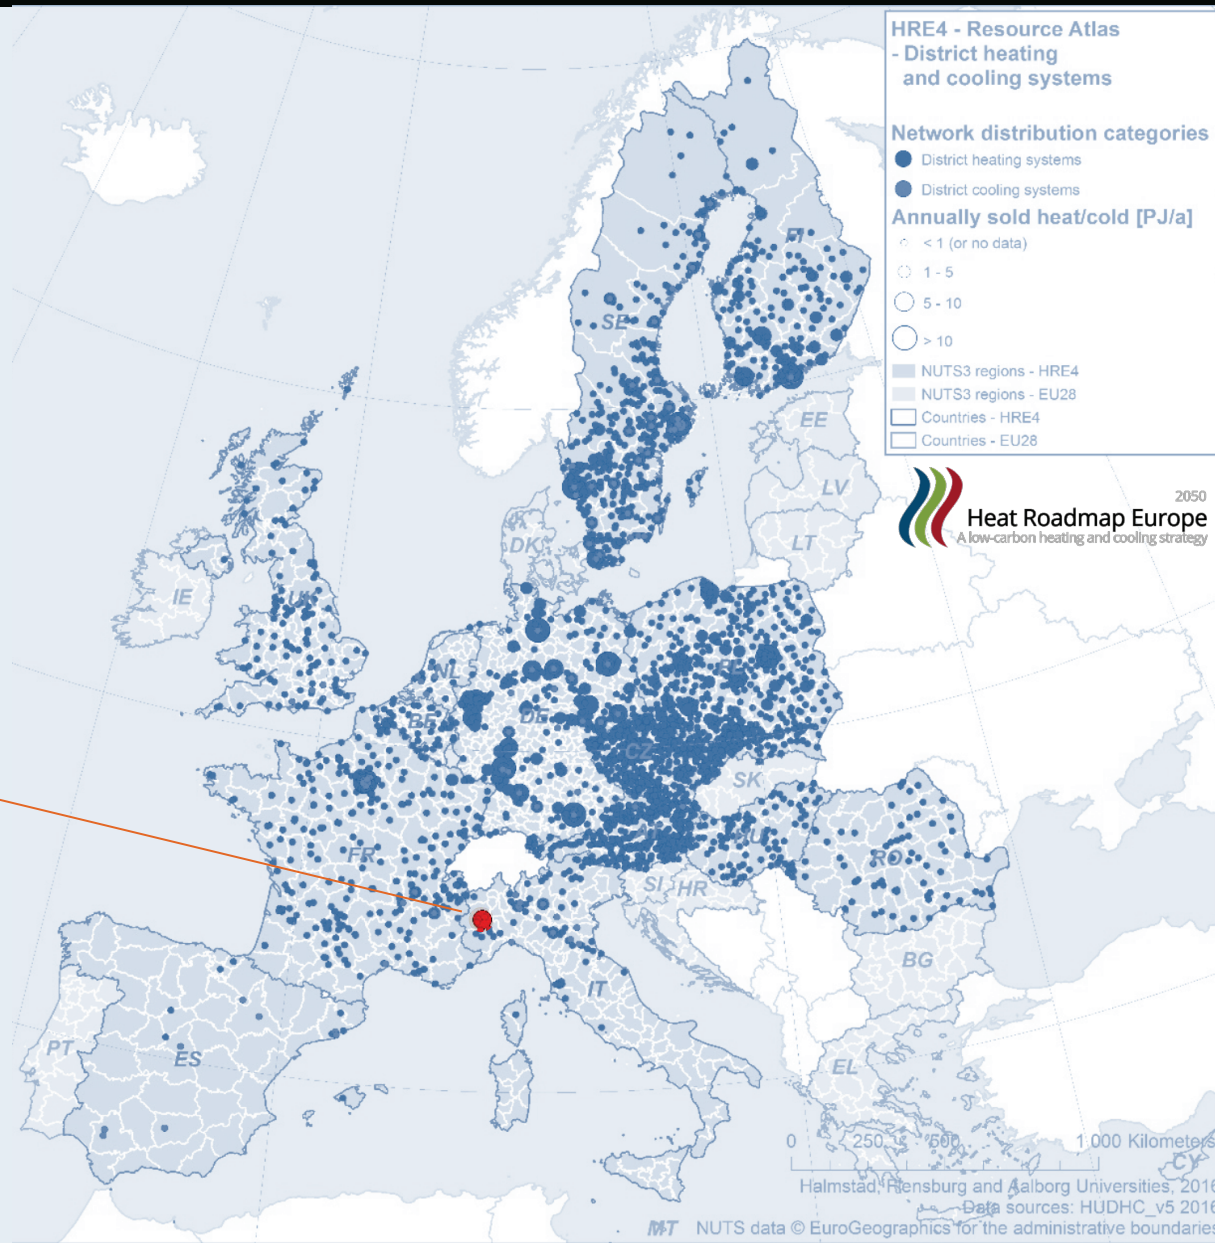 HRE4 - Resource Atlas
- District heating
and cooling systems
Network distribution categories
District heating systems
District cooling systems
Annually sold heat/cold [PJ/a]
< 1 (or no data)
1 - 5
5 - 10
> 10
NUTS3 regions - HRE4
NUTS3 regions - EU28
Countries - HRE4
Countries - EU28
2050
Heat Roadmap Europe
A low-carbon heating and cooling strategy
FI
SE
EE
LV
LT
DK
IE
UK
NL
PL
BE
DE
CZ
SK
AT
HU
FR
RO
SI
HR
BG
IT
PT
ES
EL
0 250 500 1 000 Kilometers
CY
Halmstad, Flensburg and Aalborg Universities, 2016
Data sources: HUDHC_v5 2016
MT
NUTS data © EuroGeographics for the administrative boundaries